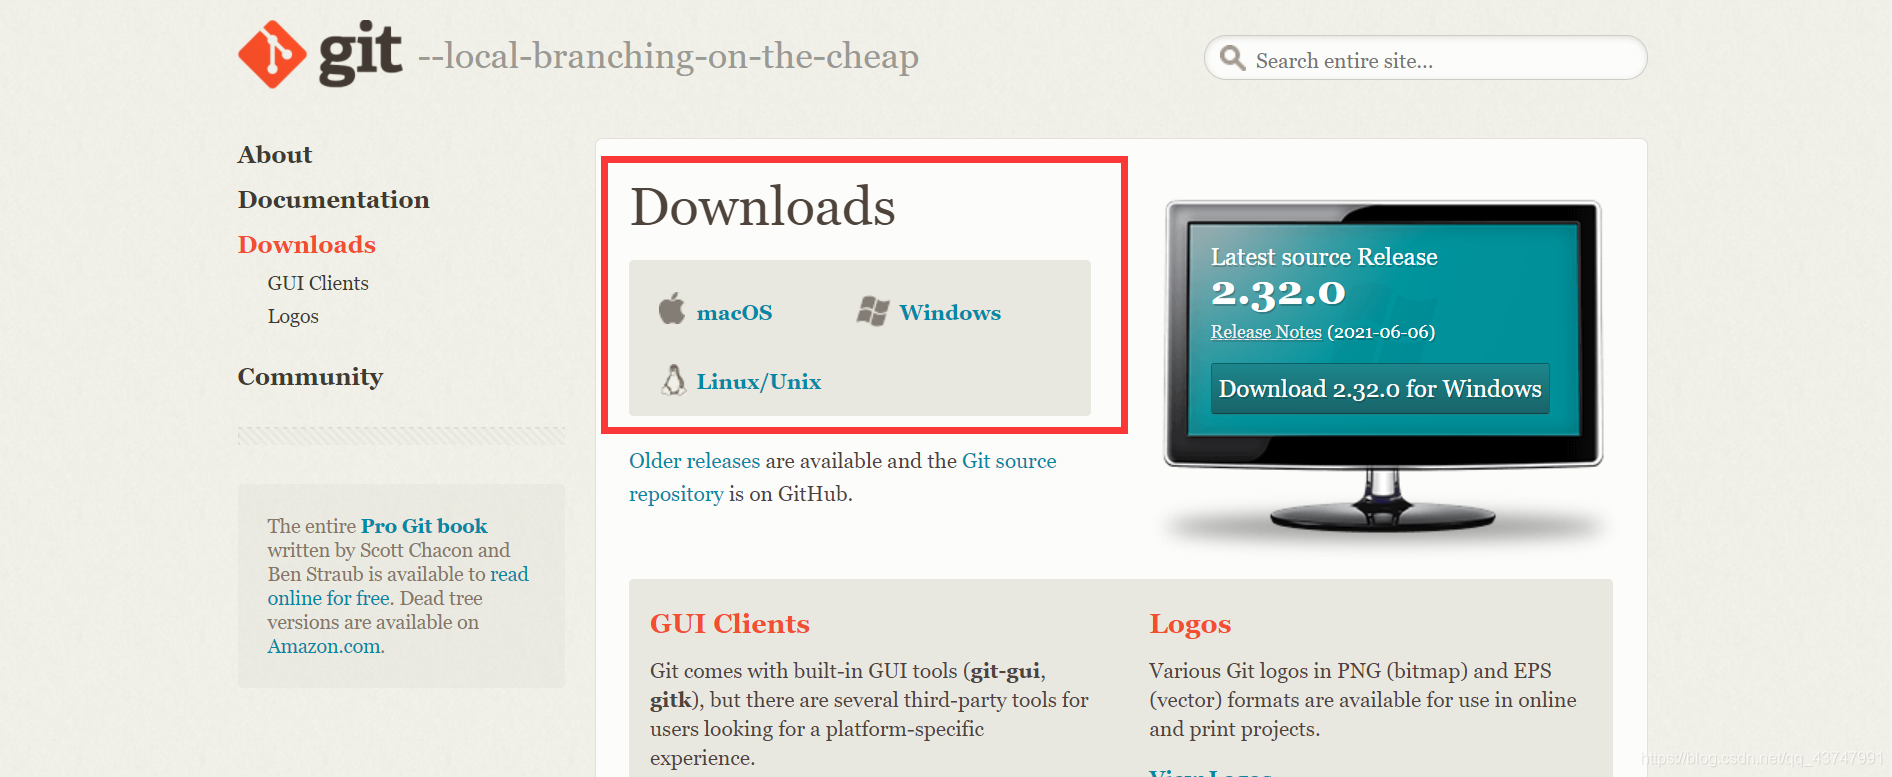 git --local-branching-on-the-cheap
Search entire site...
About
Documentation
Downloads
GUI Clients
Logos
Community
The entire Pro Git book
written by Scott Chacon and
Ben Straub is available to read
online for free. Dead tree
versions are available on
Amazon.com.
Downloads
macOS
Windows
Linux/Unix
Older releases are available and the Git source
repository is on GitHub.
Latest source Release
2.32.0
Release Notes (2021-06-06)
Download 2.32.0 for Windows
GUI Clients
Git comes with built-in GUI tools (git-gui,
gitk), but there are several third-party tools for
users looking for a platform-specific
experience.
Logos
Various Git logos in PNG (bitmap) and EPS
(vector) formats are available for use in online
and print projects.
View Logos
https://blog.csdn.net/qq_43747991